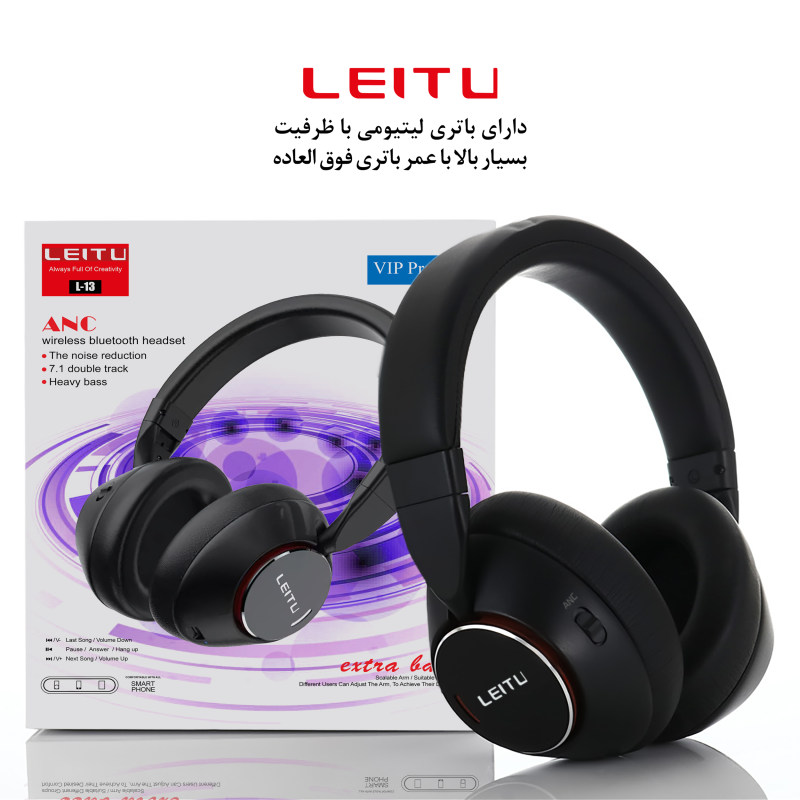 LEITU
دارای باتری لیتیومی با ظرفیت
بسیار بالا با عمر باتری فوق العاده
LEITU
Always Full Of Creativity
L-13
VIP
ANC
wireless bluetooth headset
The noise reduction
7.1 double track
Heavy bass
LEITU
ANC
LEITU
I◂◂/V- Last Song / Volume Down
Pause / Answer / Hang up
▸▸I/V+ Next Song / Volume Up
SMART
PHONE
extra
Scalable Arm / Suitable
Different Users Can Adjust The Arm, To Achieve Their